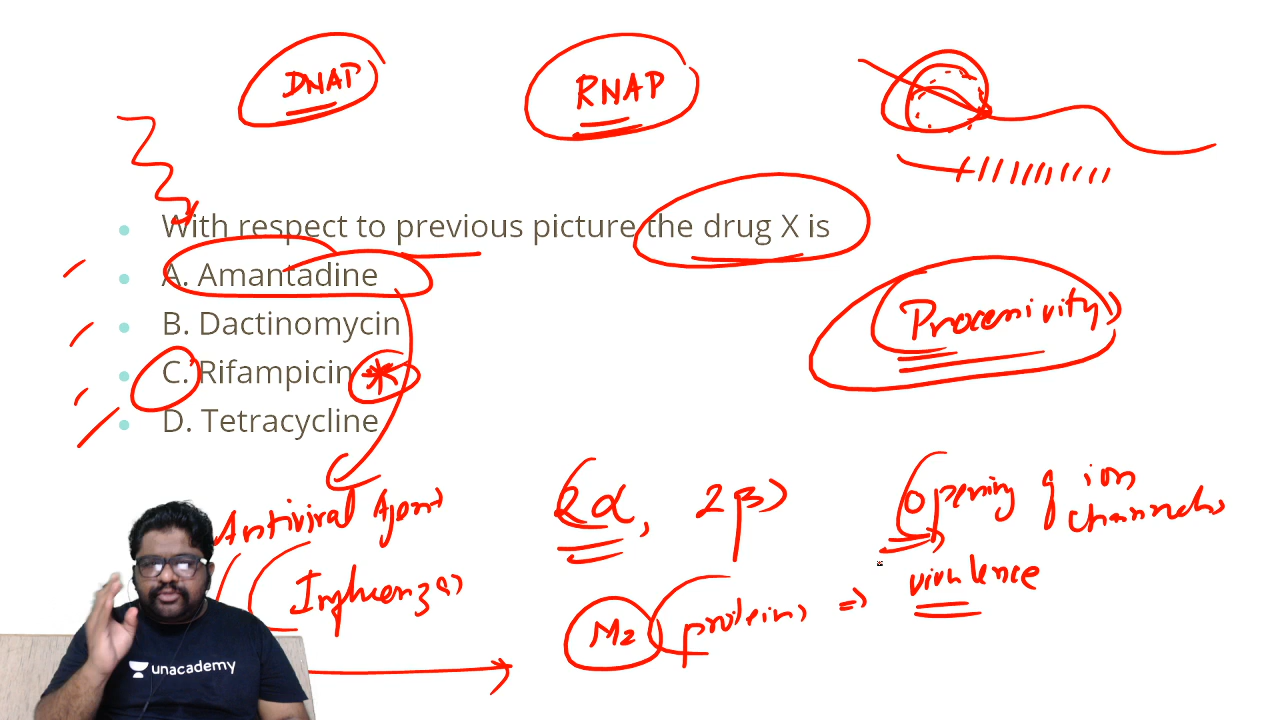 DNAP
RNAP
With respect to previous picture the drug X is
A. Amantadine
B. Dactinomycin
C. Rifampicin *
D. Tetracycline
Processivity
Antiviral Agent
Influenza
2α, 2β
M2 proteins => virulence
Opening of ion channels
unacademy